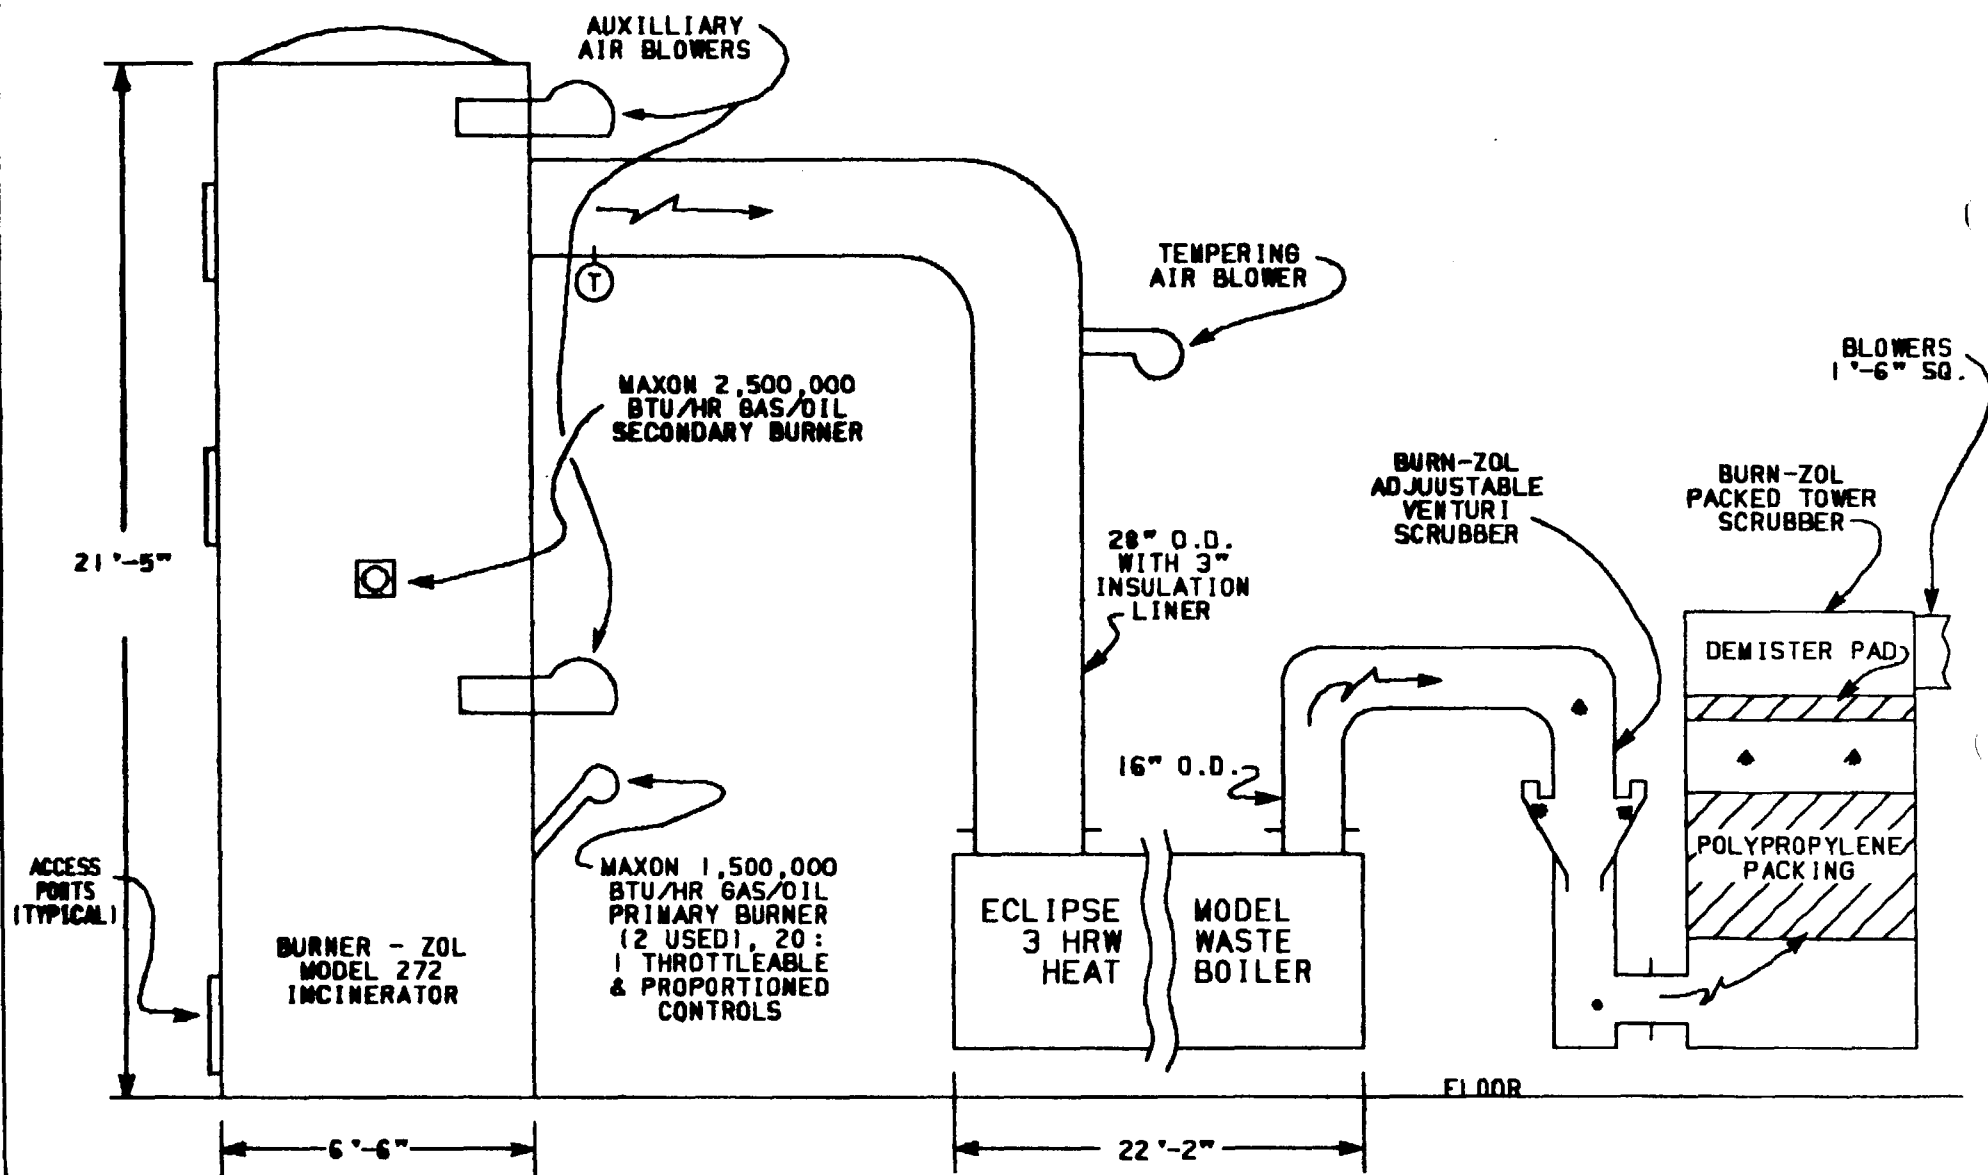 AUXILLIARY
AIR BLOWERS
TEMPERING
AIR BLOWER
T
BLOWERS
1'-6" SQ.
MAXON 2,500,000
BTU/HR GAS/OIL
SECONDARY BURNER
BURN-ZOL
ADJUUSTABLE
VENTURI
SCRUBBER
BURN-ZOL
PACKED TOWER
SCRUBBER
21'-5"
28" O.D.
WITH 3"
INSULATION
LINER
DEMISTER PAD
16" O.D.
POLYPROPYLENE
PACKING
ACCESS
PORTS
(TYPICAL)
MAXON 1,500,000
BTU/HR GAS/OIL
PRIMARY BURNER
(2 USED), 20:
1 THROTTLEABLE
& PROPORTIONED
CONTROLS
BURNER - ZOL
MODEL 272
INCINERATOR
ECLIPSE
3 HRW
HEAT
MODEL
WASTE
BOILER
FLOOR
6'-6"
22'-2"